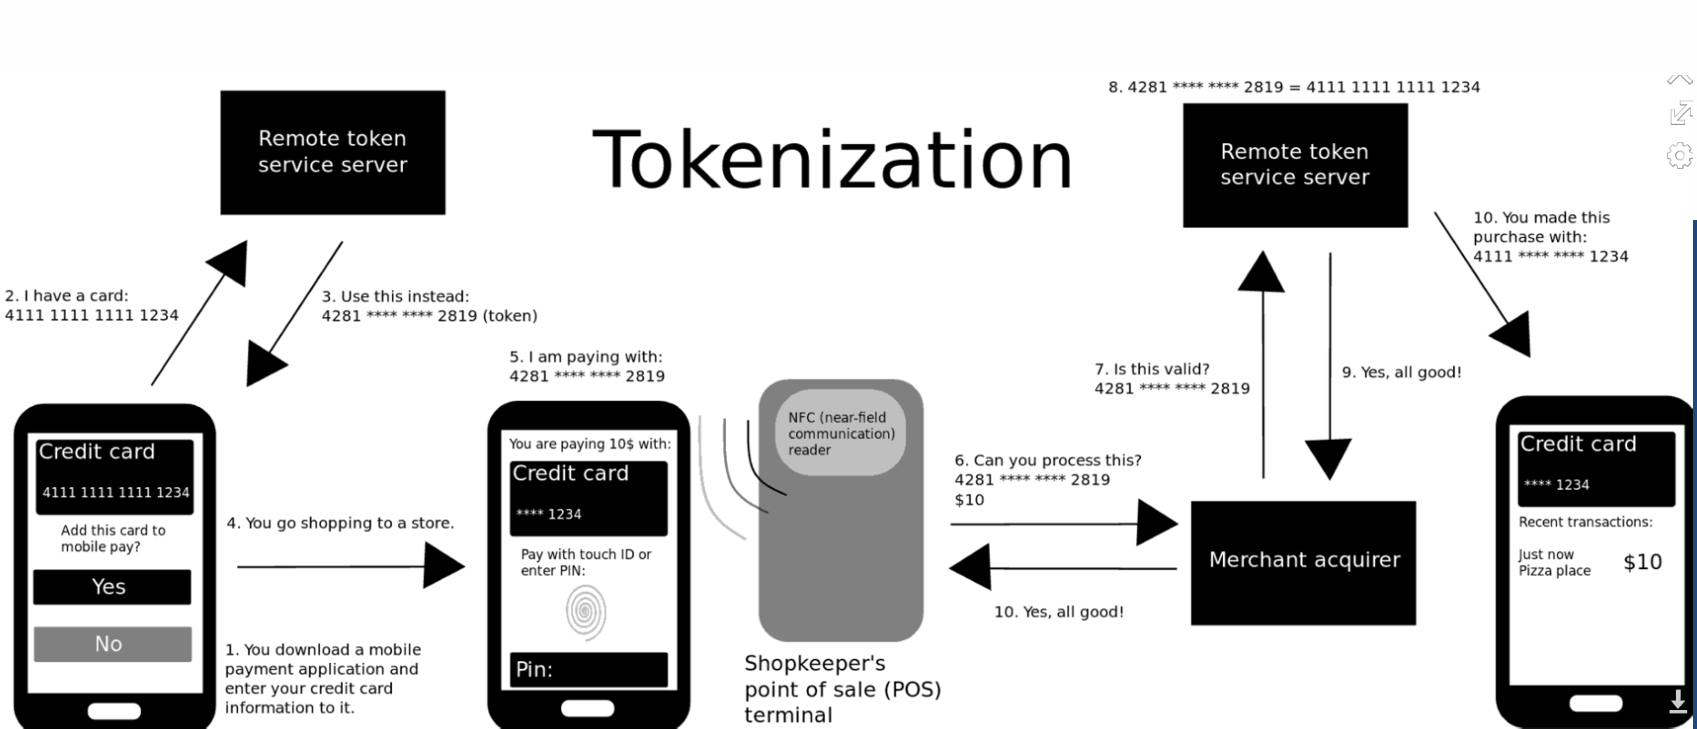 Tokenization
Remote token
service server
2. I have a card:
4111 1111 1111 1234
3. Use this instead:
4281 **** **** 2819 (token)
Credit card
4111 1111 1111 1234
Add this card to
mobile pay?
Yes
No
1. You download a mobile
payment application and
enter your credit card
information to it.
4. You go shopping to a store.
5. I am paying with:
4281 **** **** 2819
You are paying 10$ with:
Credit card
**** 1234
Pay with touch ID or
enter PIN:
Pin:
NFC (near-field
communication)
reader
Shopkeeper's
point of sale (POS)
terminal
6. Can you process this?
4281 **** **** 2819
$10
10. Yes, all good!
Merchant acquirer
7. Is this valid?
4281 **** **** 2819
8. 4281 **** **** 2819 = 4111 1111 1111 1234
Remote token
service server
9. Yes, all good!
10. You made this
purchase with:
4111 **** **** 1234
Credit card
**** 1234
Recent transactions:
Just now
Pizza place
$10